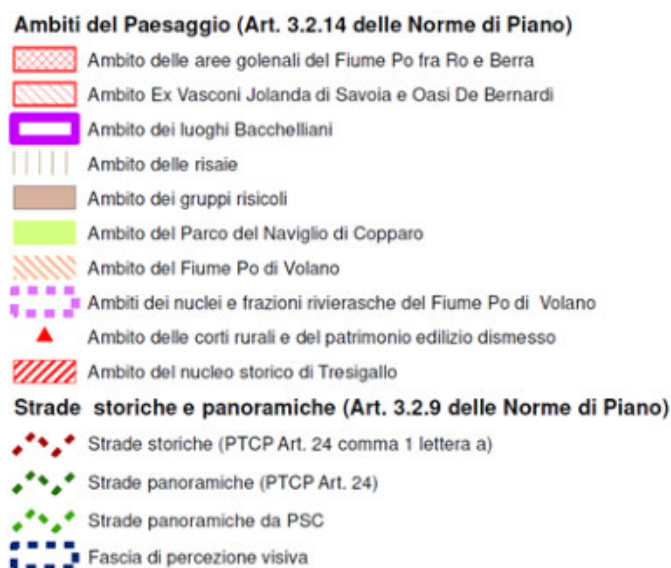 Ambiti del Paesaggio (Art. 3.2.14 delle Norme di Piano)
Ambito delle aree golenali del Fiume Po fra Ro e Berra
Ambito Ex Vasconi Jolanda di Savoia e Oasi De Bernardi
Ambito dei luoghi Bacchelliani
Ambito delle risaie
Ambito dei gruppi risicoli
Ambito del Parco del Naviglio di Copparo
Ambito del Fiume Po di Volano
Ambiti dei nuclei e frazioni rivierasche del Fiume Po di Volano
Ambito delle corti rurali e del patrimonio edilizio dismesso
Ambito del nucleo storico di Tresigallo
Strade storiche e panoramiche (Art. 3.2.9 delle Norme di Piano)
Strade storiche (PTCP Art. 24 comma 1 lettera a)
Strade panoramiche (PTCP Art. 24)
Strade panoramiche da PSC
Fascia di percezione visiva